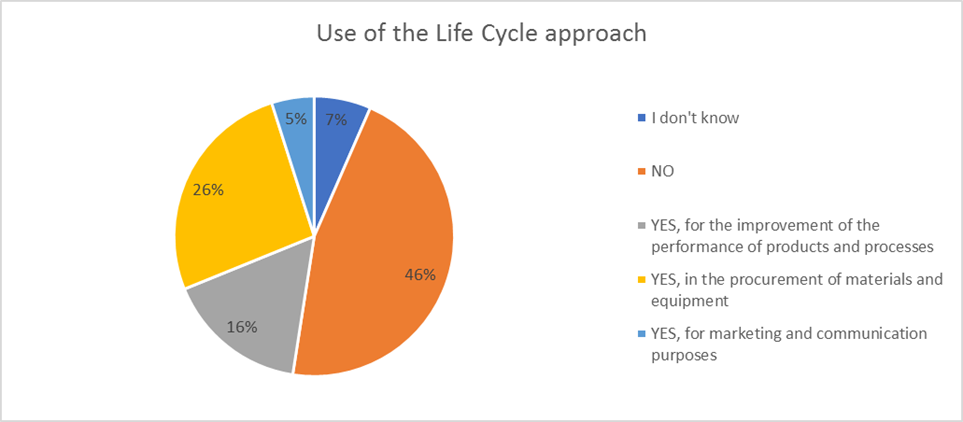 Use of the Life Cycle approach
5%
7%
26%
46%
16%
I don't know
NO
YES, for the improvement of the
performance of products and processes
YES, in the procurement of materials and
equipment
YES, for marketing and communication
purposes